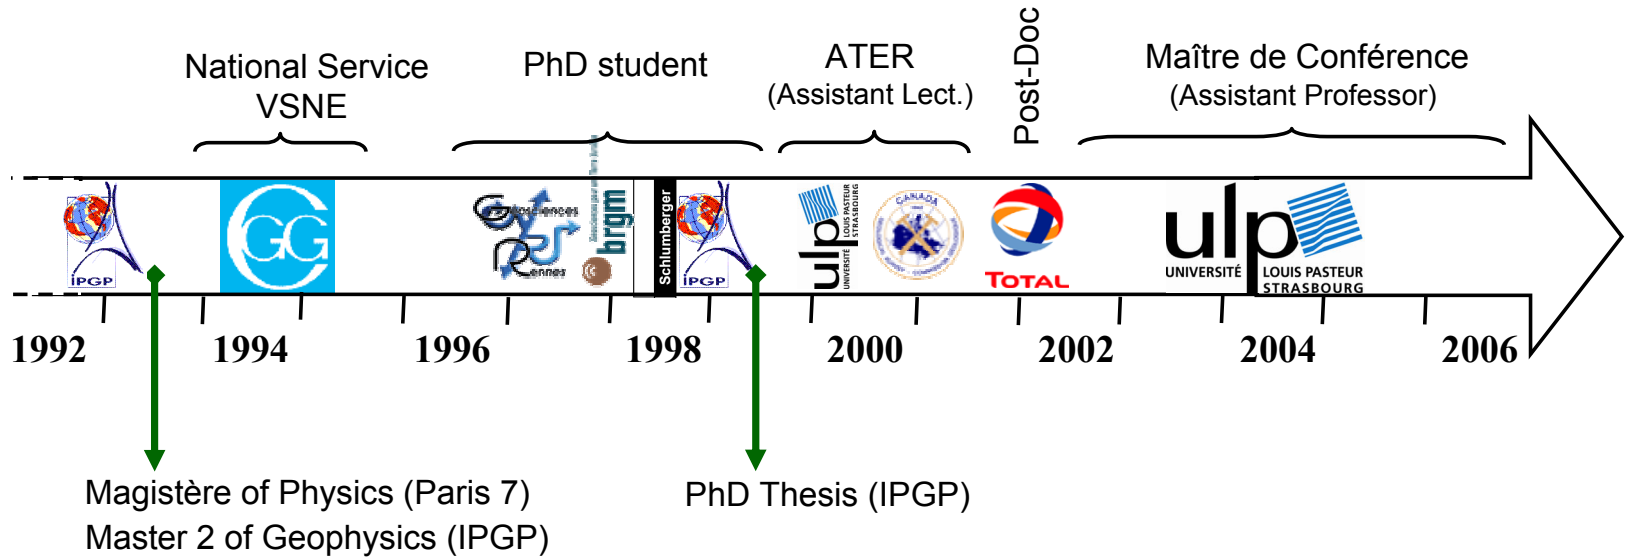 National Service
VSNE
PhD student
ATER
(Assistant Lect.)
Post-Doc
Maître de Conférence
(Assistant Professor)
iPGP
CGG
Géosciences
Rennes
brgm
Schlumberger
iPGP
ulp
UNIVERSITÉ
LOUIS PASTEUR
STRASBOURG
TOTAL
ulp
UNIVERSITÉ
LOUIS PASTEUR
STRASBOURG
1992
1994
1996
1998
2000
2002
2004
2006
Magistère of Physics (Paris 7)
Master 2 of Geophysics (IPGP)
PhD Thesis (IPGP)